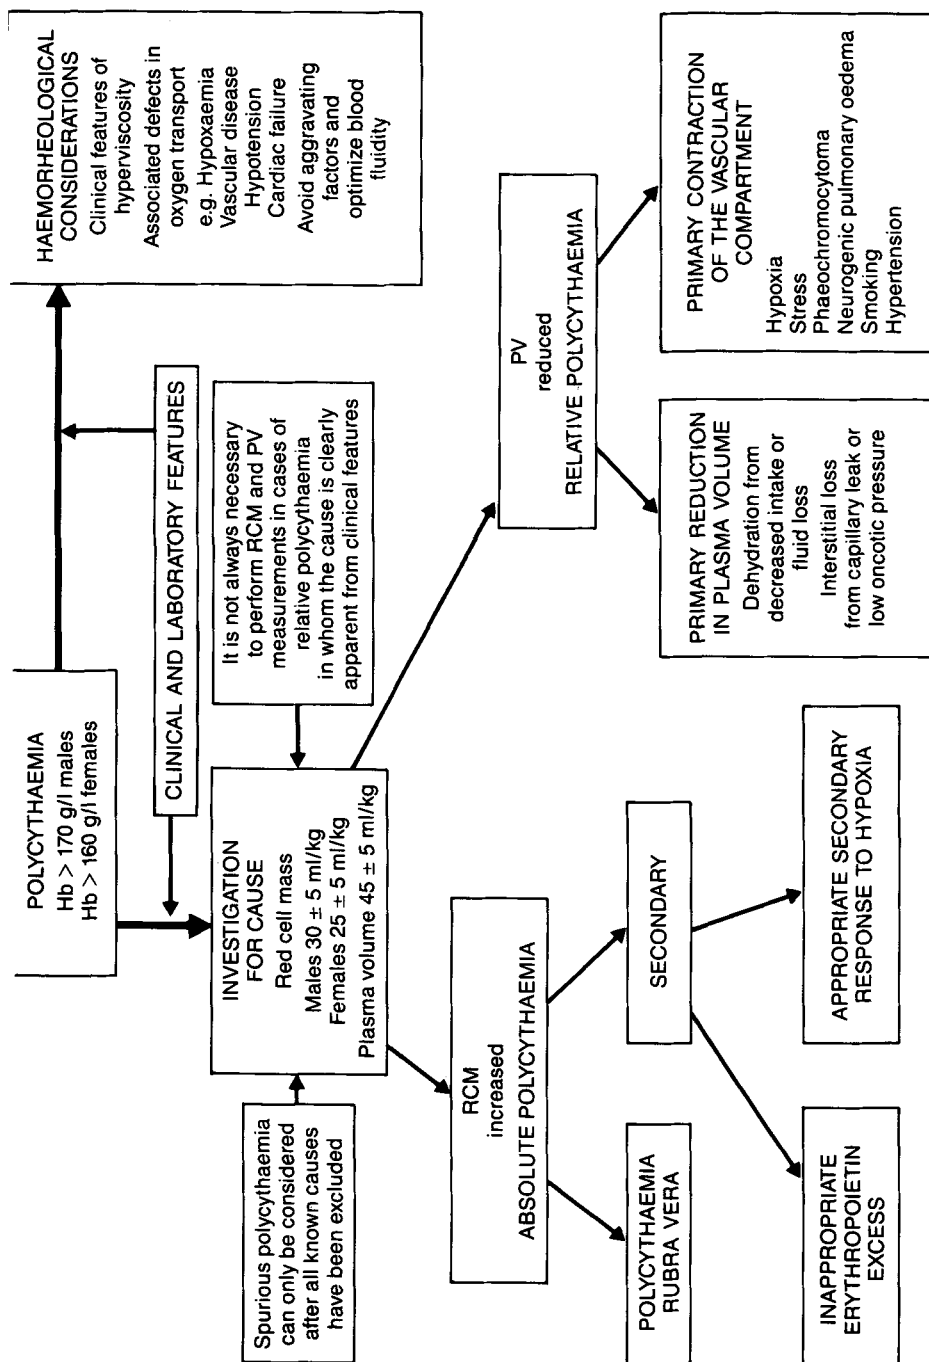 POLYCYTHAEMIA
Hb > 170 g/l males
Hb > 160 g/l females
HAEMORHEOLOGICAL
CONSIDERATIONS
Clinical features of
hyperviscosity
Associated defects in
oxygen transport
e.g. Hypoxaemia
Vascular disease
Hypotension
Cardiac failure
Avoid aggravating
factors and
optimize blood
fluidity
CLINICAL AND LABORATORY FEATURES
Spurious polycythaemia
can only be considered
after all known causes
have been excluded
INVESTIGATION
FOR CAUSE
Red cell mass
Males 30 ± 5 ml/kg
Females 25 ± 5 ml/kg
Plasma volume 45 ± 5 ml/kg
It is not always necessary
to perform RCM and PV
measurements in cases of
relative polycythaemia
in whom the cause is clearly
apparent from clinical features
RCM
increased
ABSOLUTE POLYCYTHAEMIA
PV
reduced
RELATIVE POLYCYTHAEMIA
POLYCYTHAEMIA
RUBRA VERA
SECONDARY
PRIMARY REDUCTION
IN PLASMA VOLUME
Dehydration from
decreased intake or
fluid loss
Interstitial loss
from capillary leak or
low oncotic pressure
PRIMARY CONTRACTION
OF THE VASCULAR
COMPARTMENT
Hypoxia
Stress
Phaeochromocytoma
Neurogenic pulmonary oedema
Smoking
Hypertension
INAPPROPRIATE
ERYTHROPOIETIN
EXCESS
APPROPRIATE SECONDARY
RESPONSE TO HYPOXIA